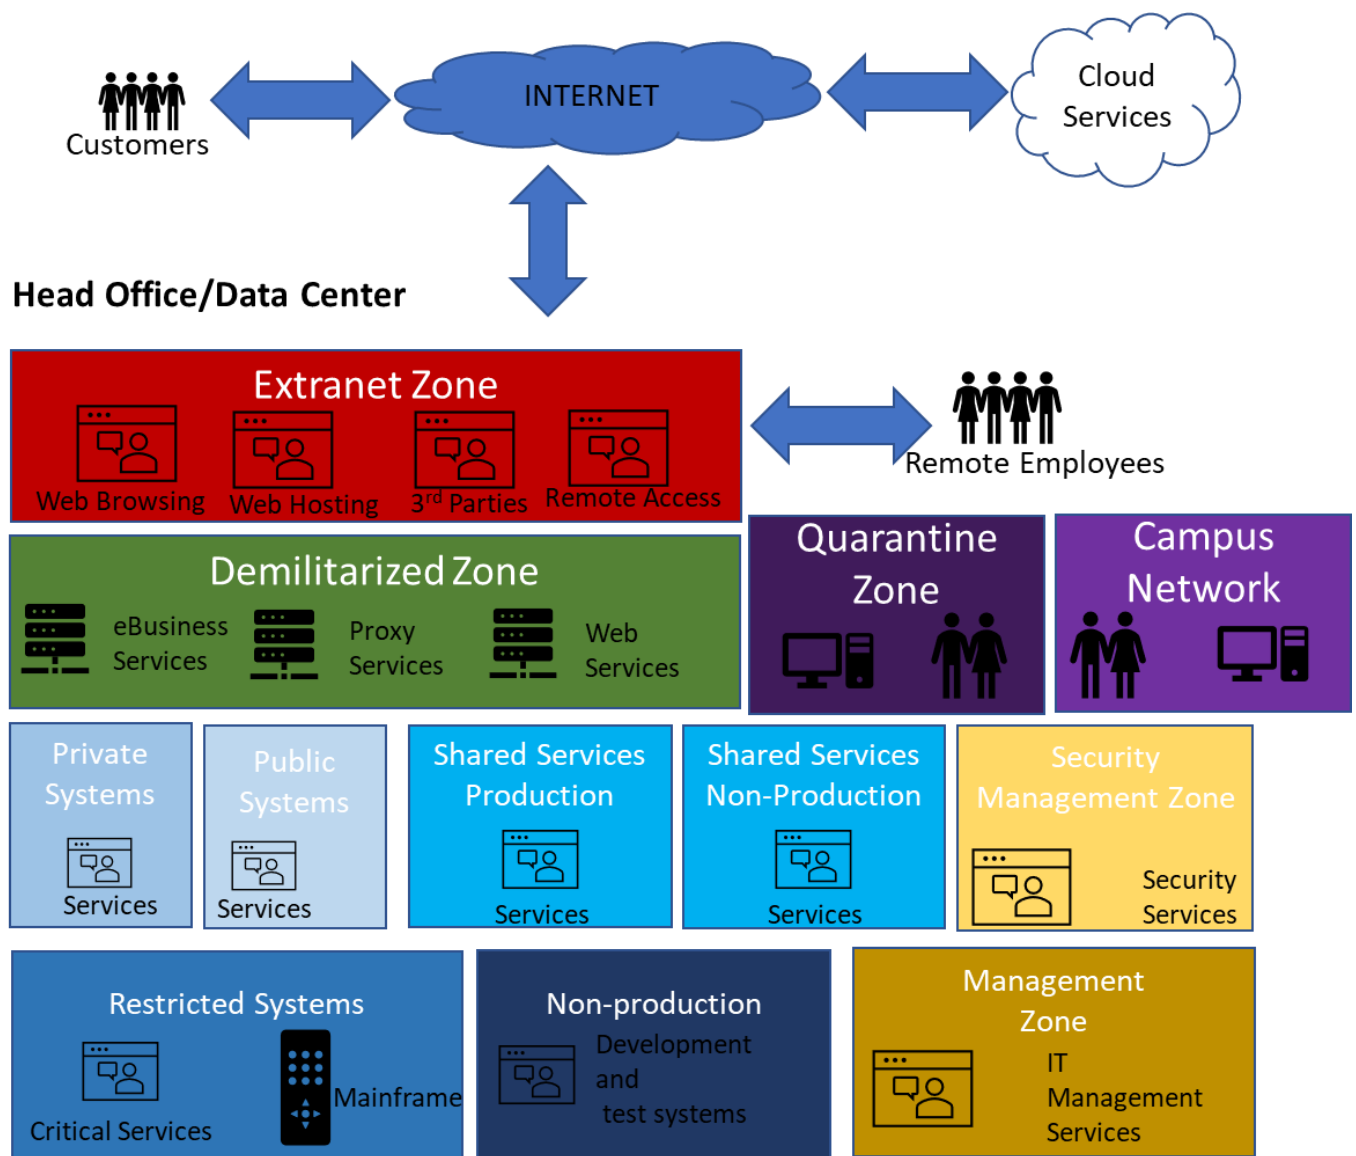 INTERNET
Cloud
Services
Customers
Head Office/Data Center
Extranet Zone
Web Browsing
Web Hosting
3rd Parties
Remote Access
Remote Employees
Demilitarized Zone
eBusiness
Services
Proxy
Services
Web
Services
Quarantine
Zone
Campus
Network
Private
Systems
Services
Public
Systems
Services
Shared Services
Production
Services
Shared Services
Non-Production
Services
Security
Management Zone
Security
Services
Restricted Systems
Critical Services
Mainframe
Non-production
Development
and
test systems
Management
Zone
IT
Management
Services